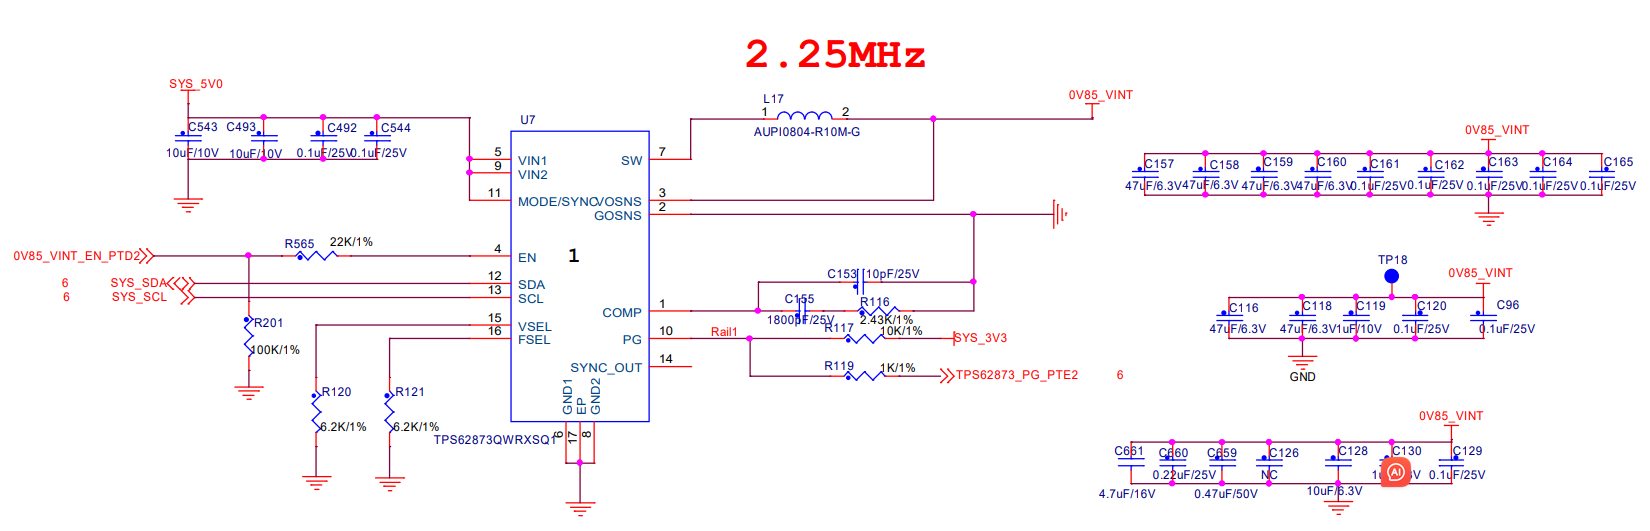 2.25MHz
SYS_5V0
C543
10uF/10V
C493
10uF/10V
C492
0.1uF/25V
C544
0.1uF/25V
U7
5
VIN1
9
VIN2
11
MODE/SYNC
4
EN
12
SDA
13
SCL
15
VSEL
16
FSEL
1
SW
7
VOSNS
3
GOSNS
2
COMP
1
PG
10
SYNC_OUT
14
GND1
EP
GND2
6
17
8
TPS62873QWRXSQ1
L17
1
2
AUPI0804-R10M-G
0V85_VINT
0V85_VINT_EN_PTD2
R565
22K/1%
6
SYS_SDA
6
SYS_SCL
R201
100K/1%
R120
6.2K/1%
R121
6.2K/1%
C153
10pF/25V
C155
1800pF/25V
R116
2.43K/1%
Rail1
R117
10K/1%
SYS_3V3
R119
1K/1%
TPS62873_PG_PTE2
6
0V85_VINT
C157
47uF/6.3V
C158
47uF/6.3V
C159
47uF/6.3V
C160
47uF/6.3V
C161
0.1uF/25V
C162
0.1uF/25V
C163
0.1uF/25V
C164
0.1uF/25V
C165
0.1uF/25V
TP18
0V85_VINT
C116
47uF/6.3V
C118
47uF/6.3V
C119
1uF/10V
C120
0.1uF/25V
C96
0.1uF/25V
GND
0V85_VINT
C661
4.7uF/16V
C660
0.22uF/25V
C659
0.47uF/50V
C126
NC
C128
10uF/6.3V
C130
C129
0.1uF/25V
AI